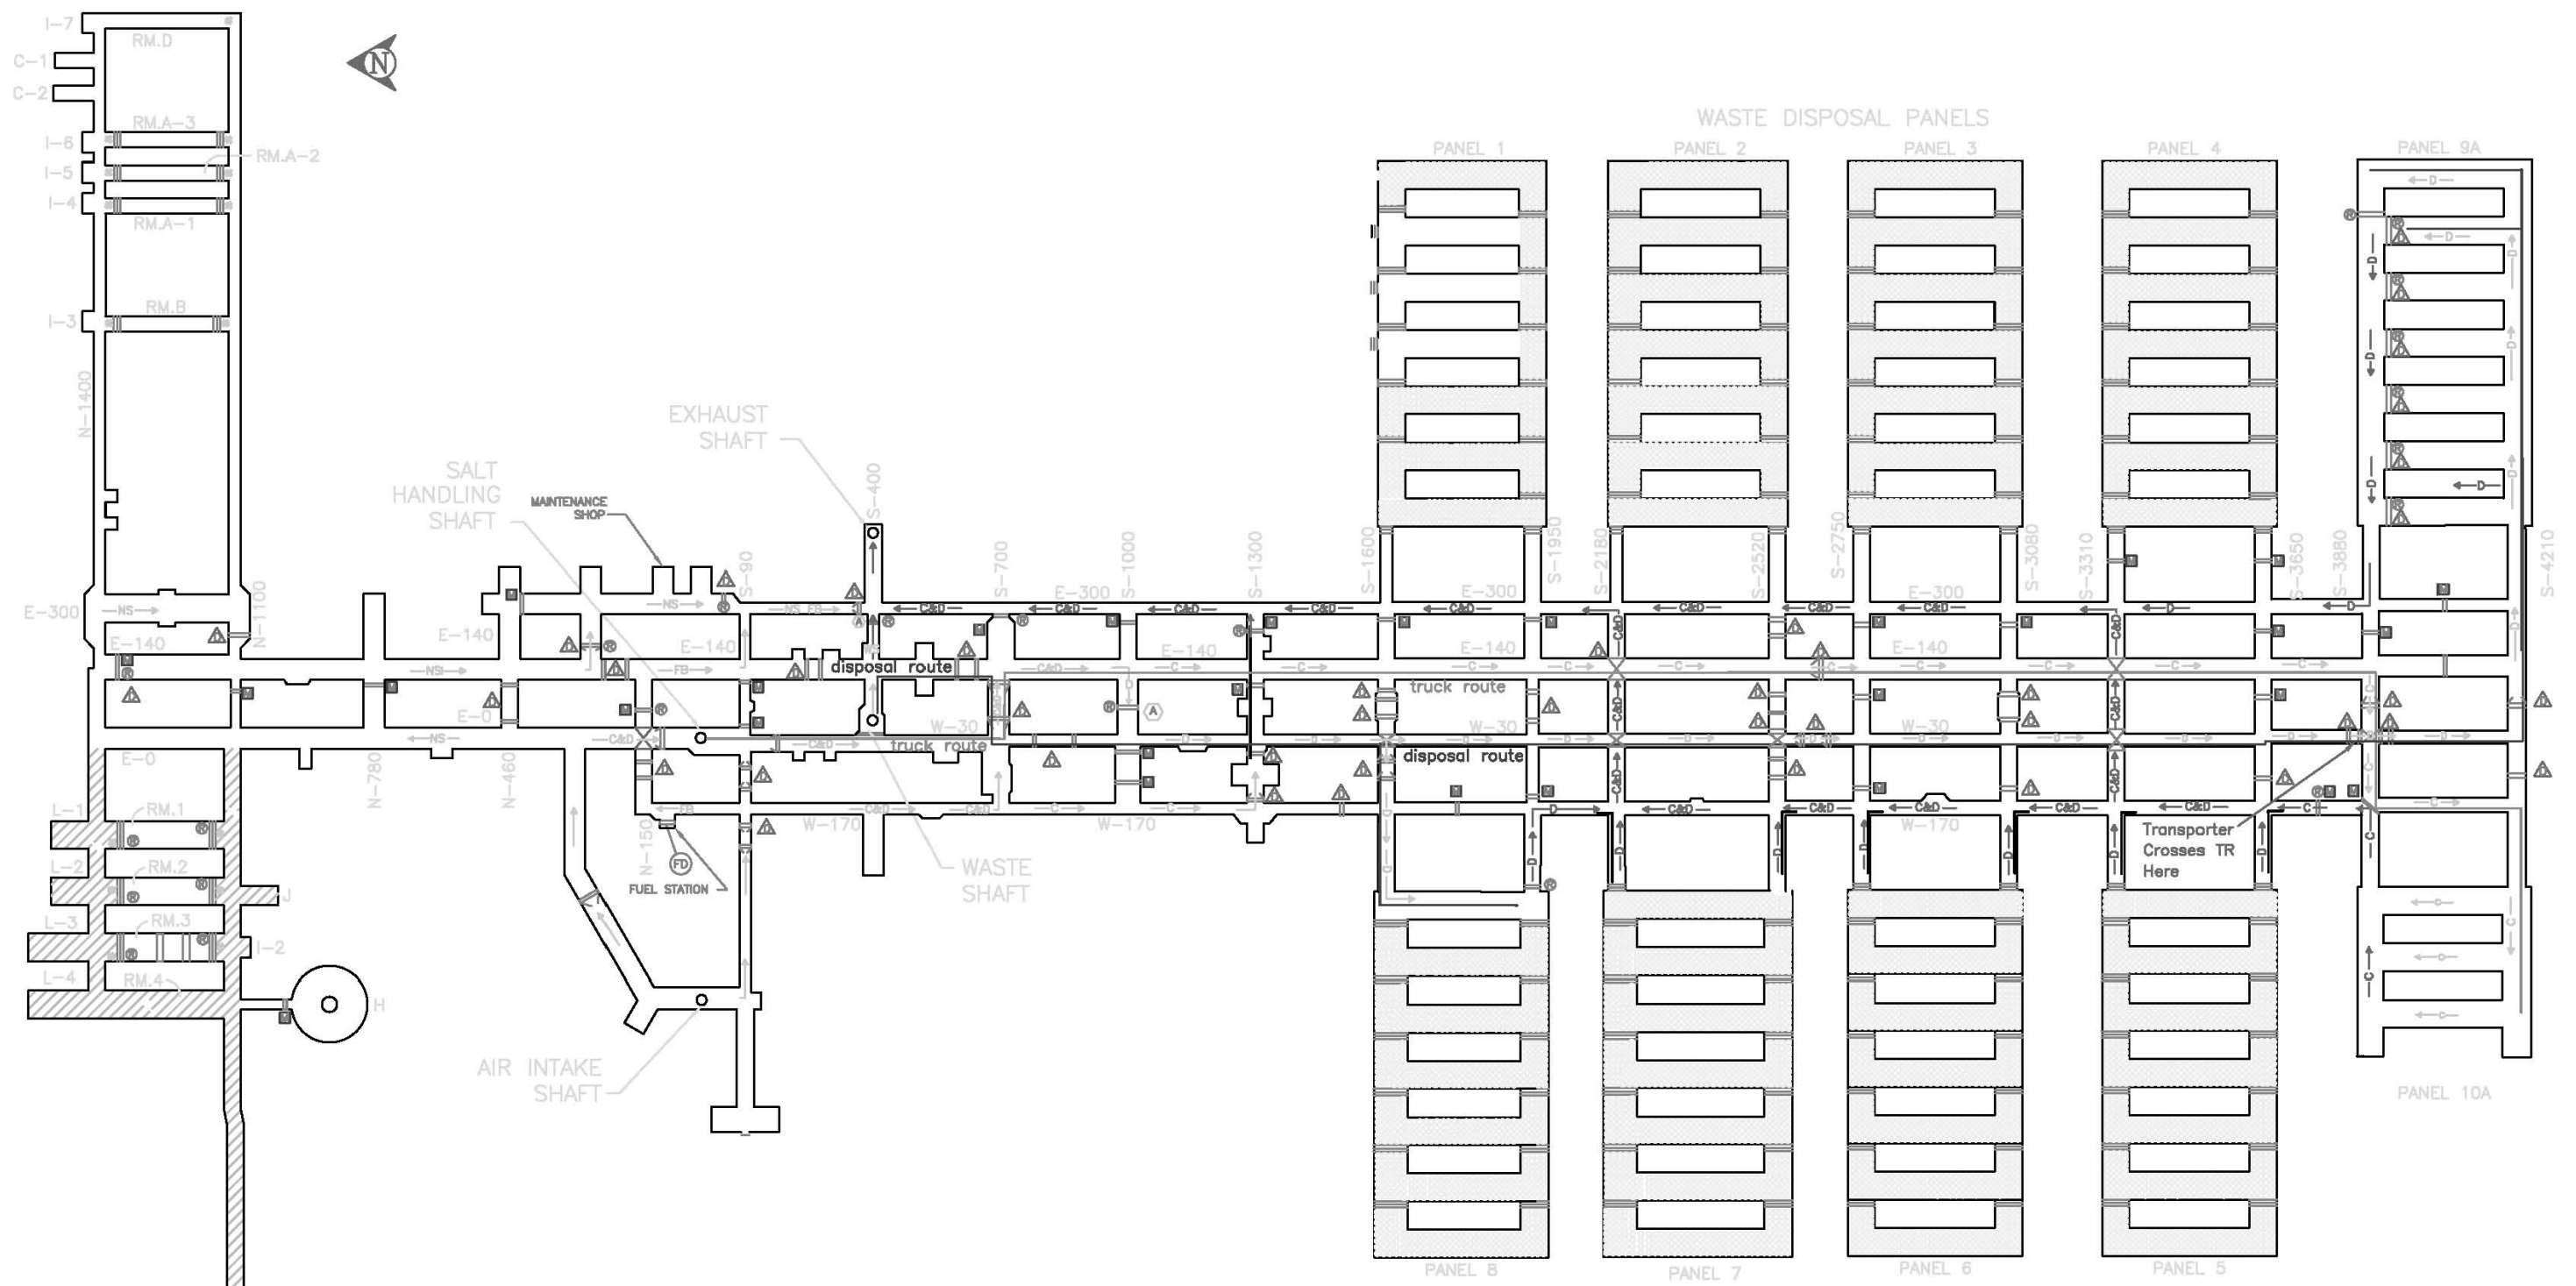 I-7
RM.D
C-1
N
C-2
WASTE DISPOSAL PANELS
RM.A-3
I-6
RM.A-2
PANEL 1
PANEL 2
PANEL 3
PANEL 4
PANEL 9A
I-5
I-4
RM.A-1
RM.B
I-3
N-1400
EXHAUST
SHAFT
SALT
HANDLING
SHAFT
MAINTENANCE
SHOP
S-400
S-90
S-700
S-1000
S-1300
S-1600
S-1950
S-2180
S-2520
S-2750
S-3080
S-3310
S-3650
S-3880
S-4210
N-1100
E-300
E-300
E-300
E-300
E-140
E-140
E-140
E-140
E-140
disposal route
truck route
E-0
W-30
W-30
W-30
truck route
disposal route
E-0
N-780
N-460
N-150
L-1
RM.1
W-170
W-170
W-170
Transporter
Crosses TR
Here
L-2
RM.2
FD
FUEL STATION
WASTE
SHAFT
J
L-3
RM.3
I-2
L-4
RM.4
H
AIR INTAKE
SHAFT
PANEL 10A
PANEL 8
PANEL 7
PANEL 6
PANEL 5